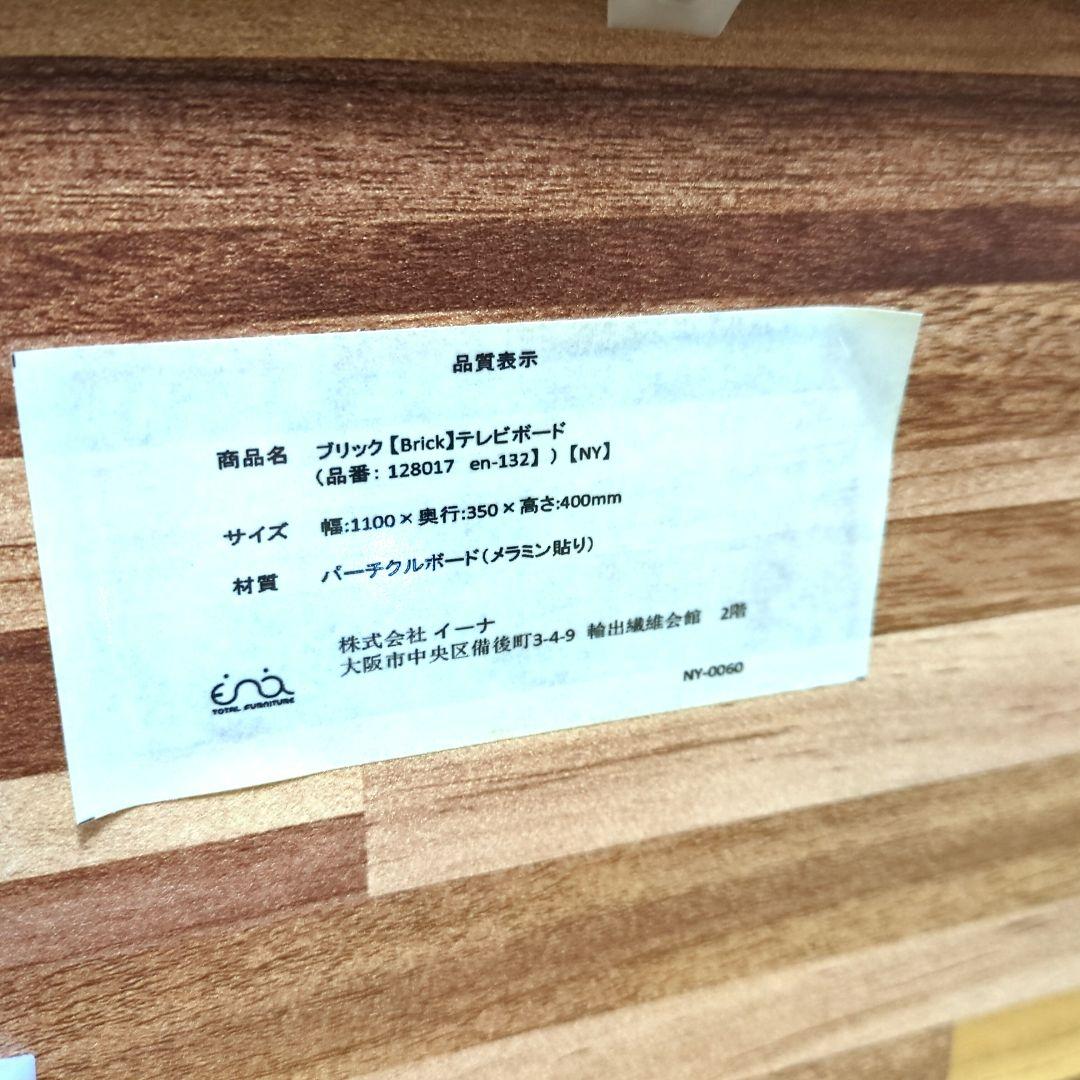 品質表示
商品名 ブリック【Brick】テレビボード
（品番：128017 en-132】）【NY】
サイズ 幅:1100×奥行:350×高さ:400mm
材質 パーチクルボード（メラミン貼り）
株式会社 イーナ
大阪市中央区備後町3-4-9 輸出繊維会館 2階
ena
TOTAL FURNITURE
NY-0060